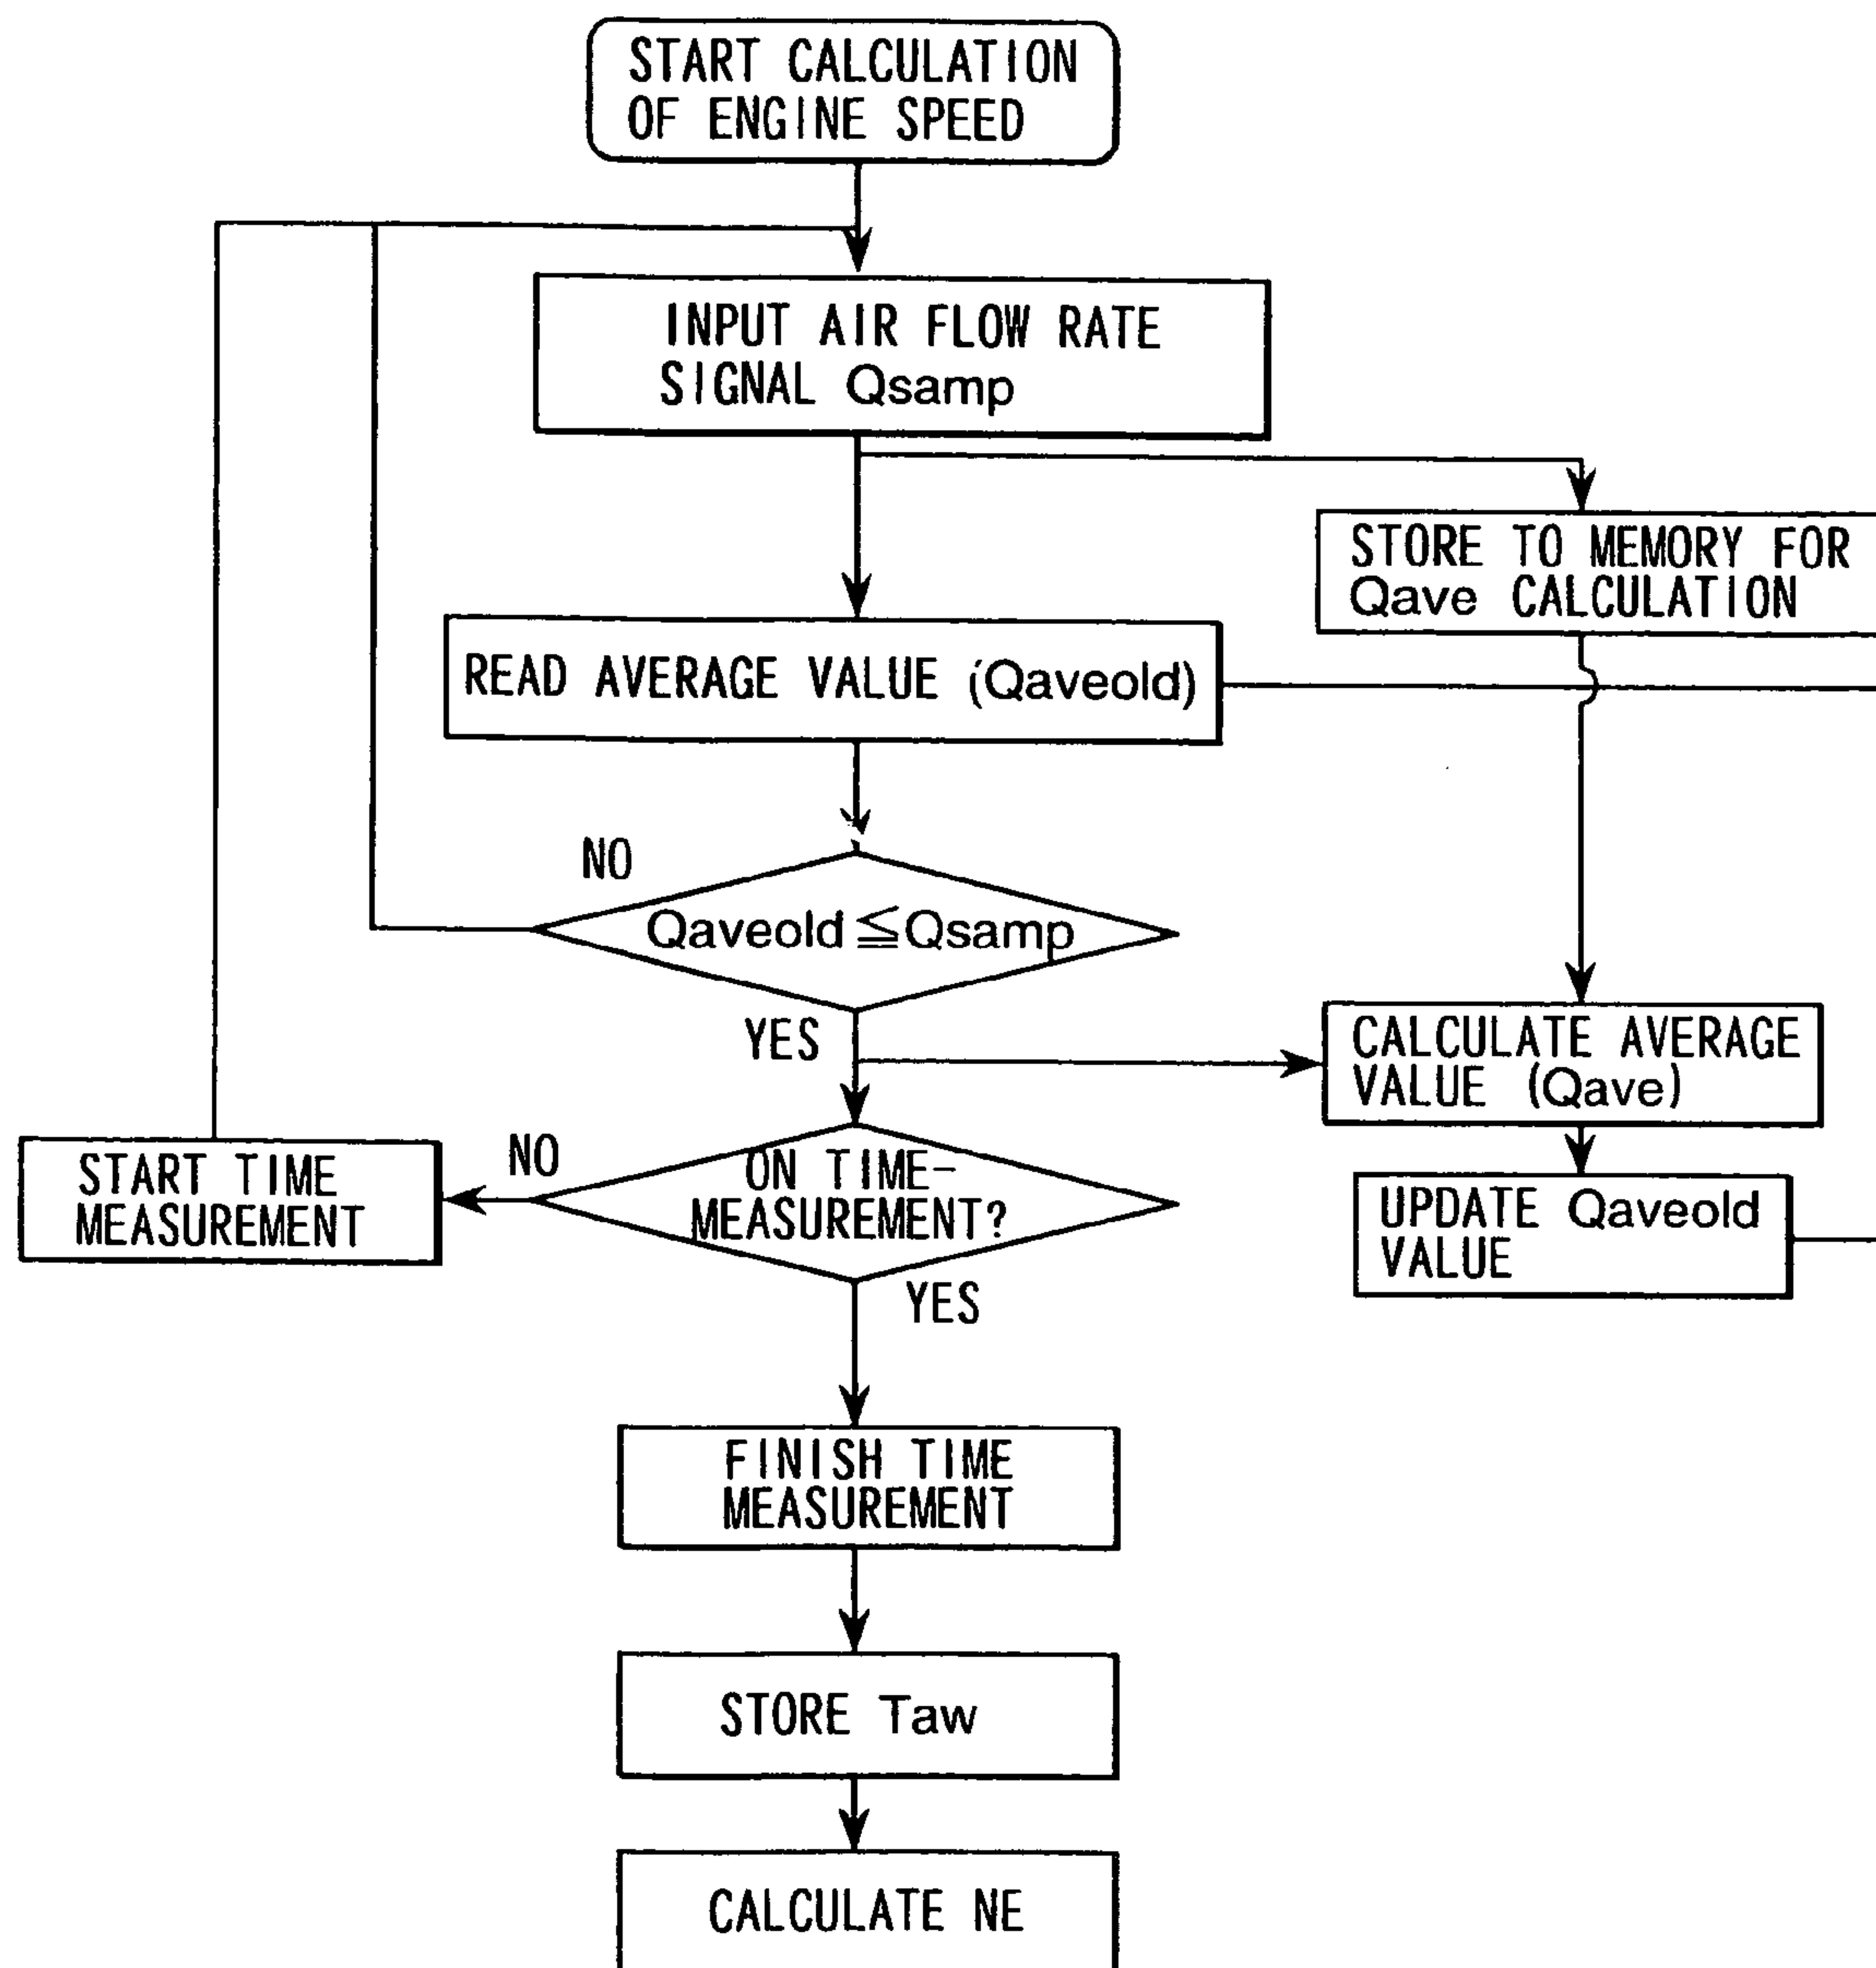 START CALCULATION
OF ENGINE SPEED
INPUT AIR FLOW RATE
SIGNAL Qsamp
STORE TO MEMORY FOR
Qave CALCULATION
READ AVERAGE VALUE (Qaveold)
NO
Qaveold ≦ Qsamp
YES
CALCULATE AVERAGE
VALUE (Qave)
START TIME
MEASUREMENT
NO
ON TIME-
MEASUREMENT?
UPDATE Qaveold
VALUE
YES
FINISH TIME
MEASUREMENT
STORE Taw
CALCULATE NE